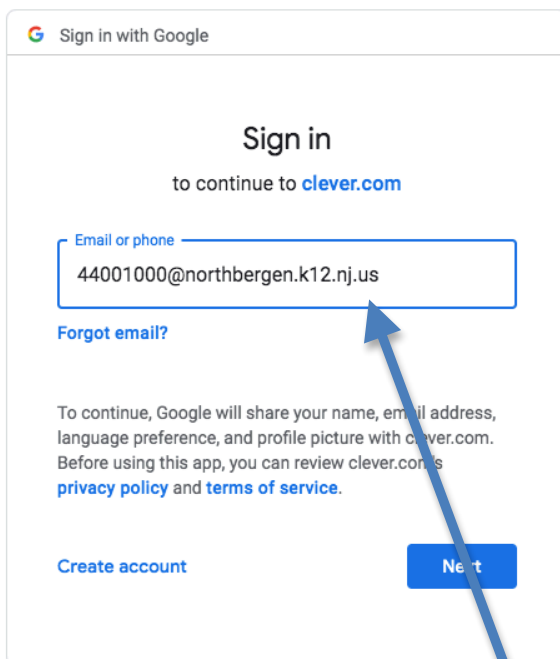 Sign in with Google
Sign in
to continue to clever.com
Email or phone
44001000@northbergen.k12.nj.us
Forgot email?
To continue, Google will share your name, email address,
language preference, and profile picture with clever.com.
Before using this app, you can review clever.com's
privacy policy and terms of service.
Create account
Next